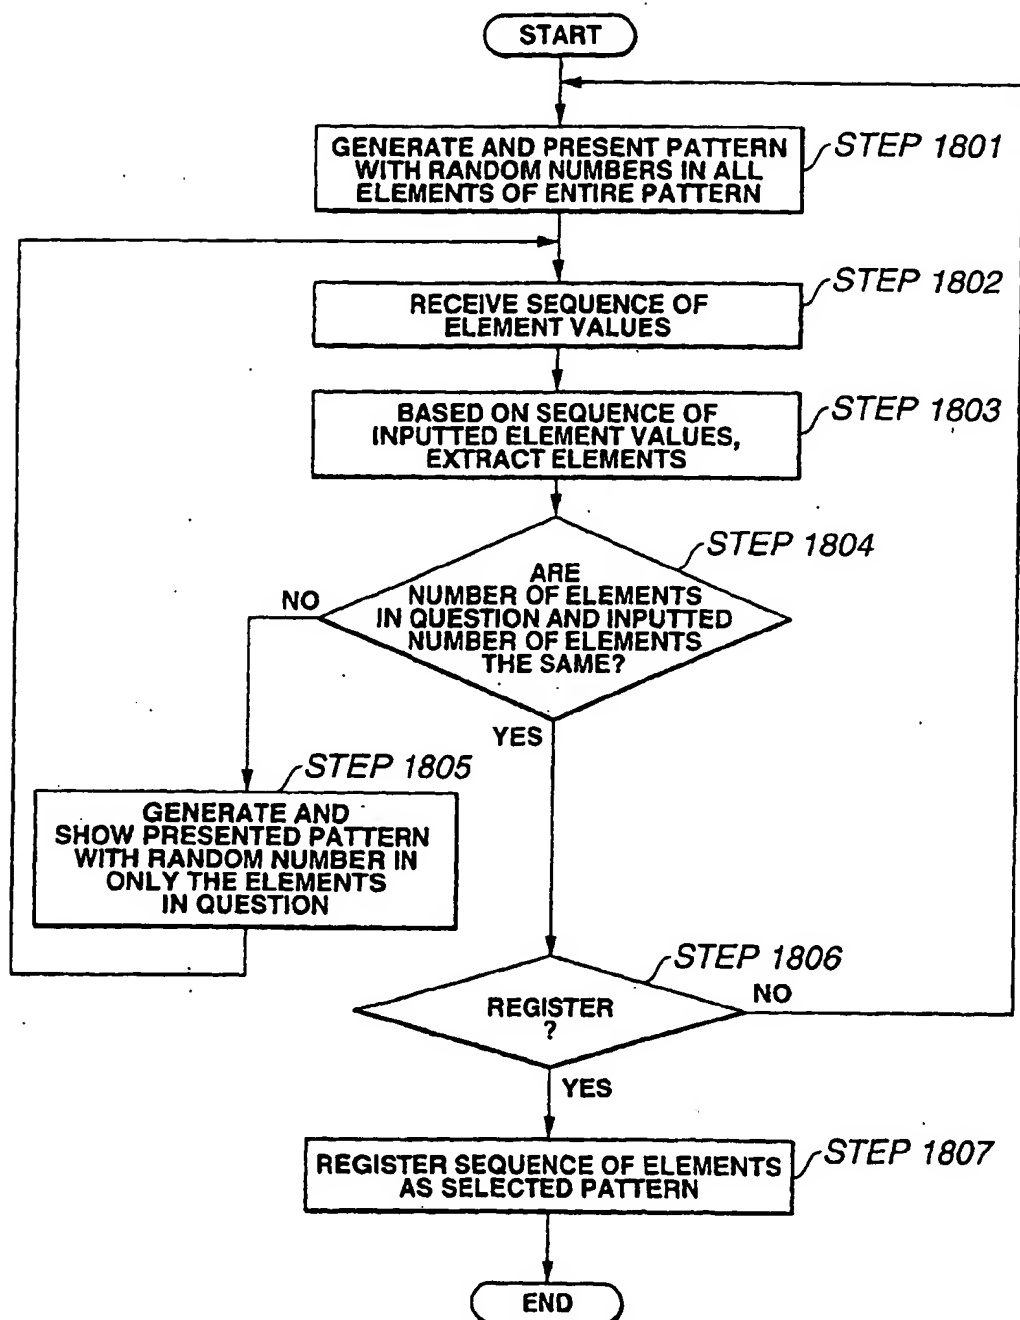 START
GENERATE AND PRESENT PATTERN
WITH RANDOM NUMBERS IN ALL
ELEMENTS OF ENTIRE PATTERN
STEP 1801
RECEIVE SEQUENCE OF
ELEMENT VALUES
STEP 1802
BASED ON SEQUENCE OF
INPUTTED ELEMENT VALUES,
EXTRACT ELEMENTS
STEP 1803
STEP 1804
ARE
NUMBER OF ELEMENTS
IN QUESTION AND INPUTTED
NUMBER OF ELEMENTS
THE SAME?
NO
YES
STEP 1805
GENERATE AND
SHOW PRESENTED PATTERN
WITH RANDOM NUMBER IN
ONLY THE ELEMENTS
IN QUESTION
STEP 1806
REGISTER
?
NO
YES
REGISTER SEQUENCE OF ELEMENTS
AS SELECTED PATTERN
STEP 1807
END